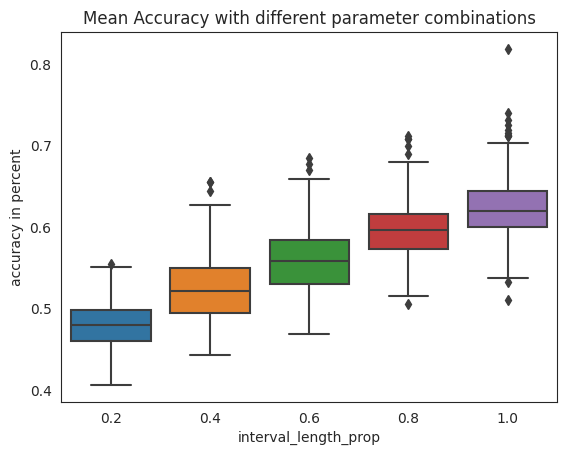 Mean Accuracy with different parameter combinations
accuracy in percent
0.8
0.7
0.6
0.5
0.4
0.2 0.4 0.6 0.8 1.0
interval_length_prop